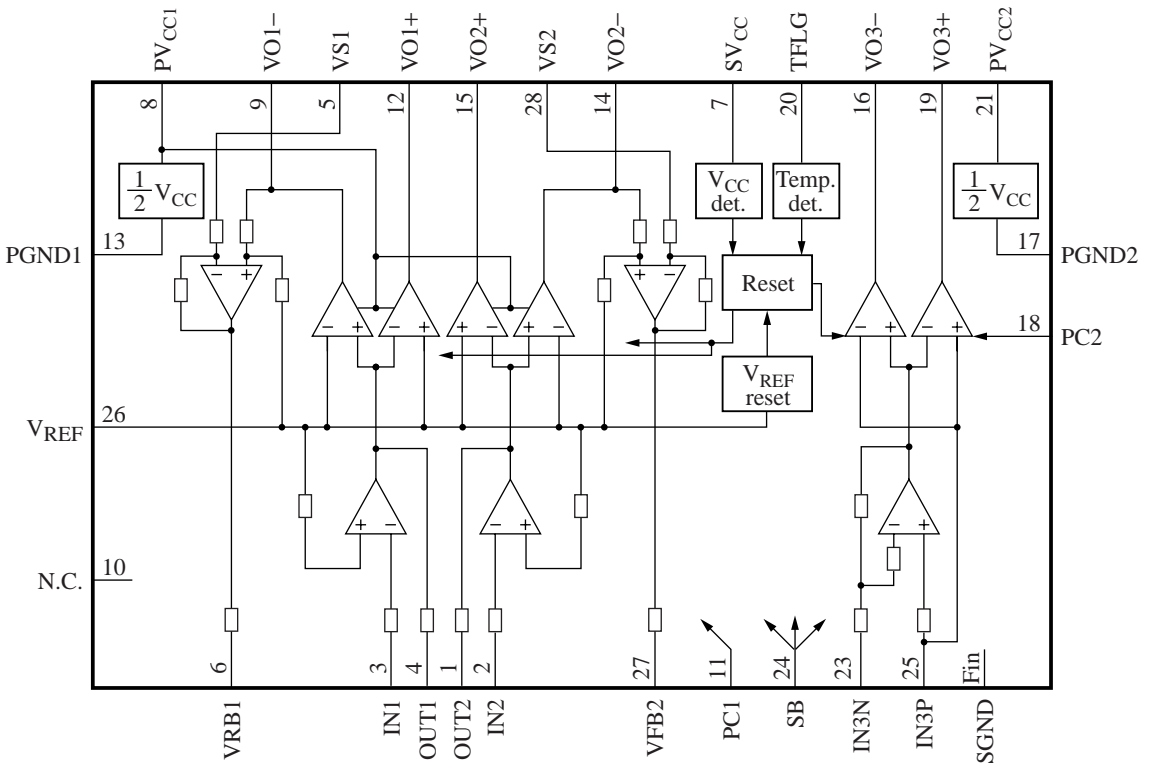 PVCC1
VO1−
VS1
VO1+
VO2+
VS2
VO2−
SVCC
TFLG
VO3−
VO3+
PVCC2
8
9
5
12
15
28
14
7
20
16
19
21
1/2 VCC
VCC det.
Temp. det.
1/2 VCC
PGND1
13
17
PGND2
− +
+ −
Reset
− +
+ −
+ −
− +
− +
− +
18
PC2
VREF reset
VREF
26
+ −
− +
− +
N.C.
10
6
3
4
1
2
27
11
24
23
25
Fin
VRB1
IN1
OUT1
OUT2
IN2
VFB2
PC1
SB
IN3N
IN3P
SGND